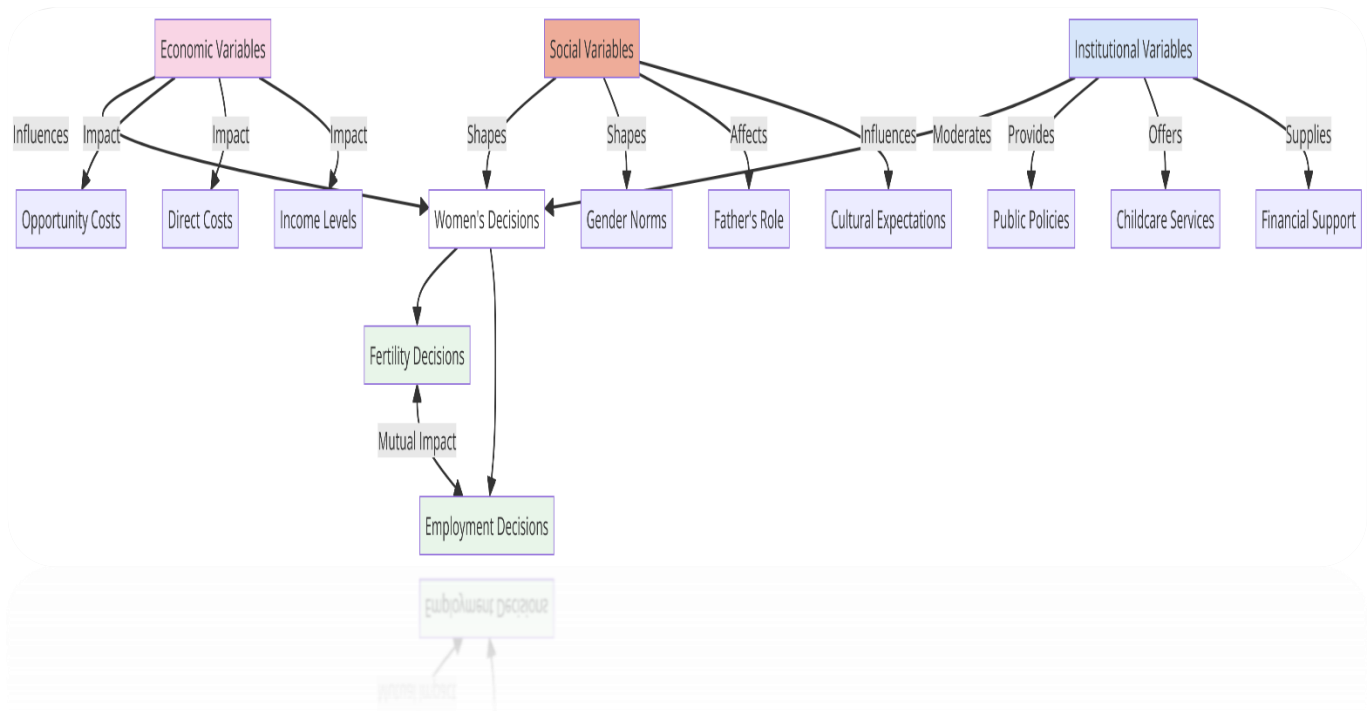 Economic Variables
Social Variables
Institutional Variables
Influences
Impact
Impact
Impact
Shapes
Shapes
Affects
Influences
Moderates
Provides
Offers
Supplies
Opportunity Costs
Direct Costs
Income Levels
Women's Decisions
Gender Norms
Father's Role
Cultural Expectations
Public Policies
Childcare Services
Financial Support
Fertility Decisions
Mutual Impact
Employment Decisions